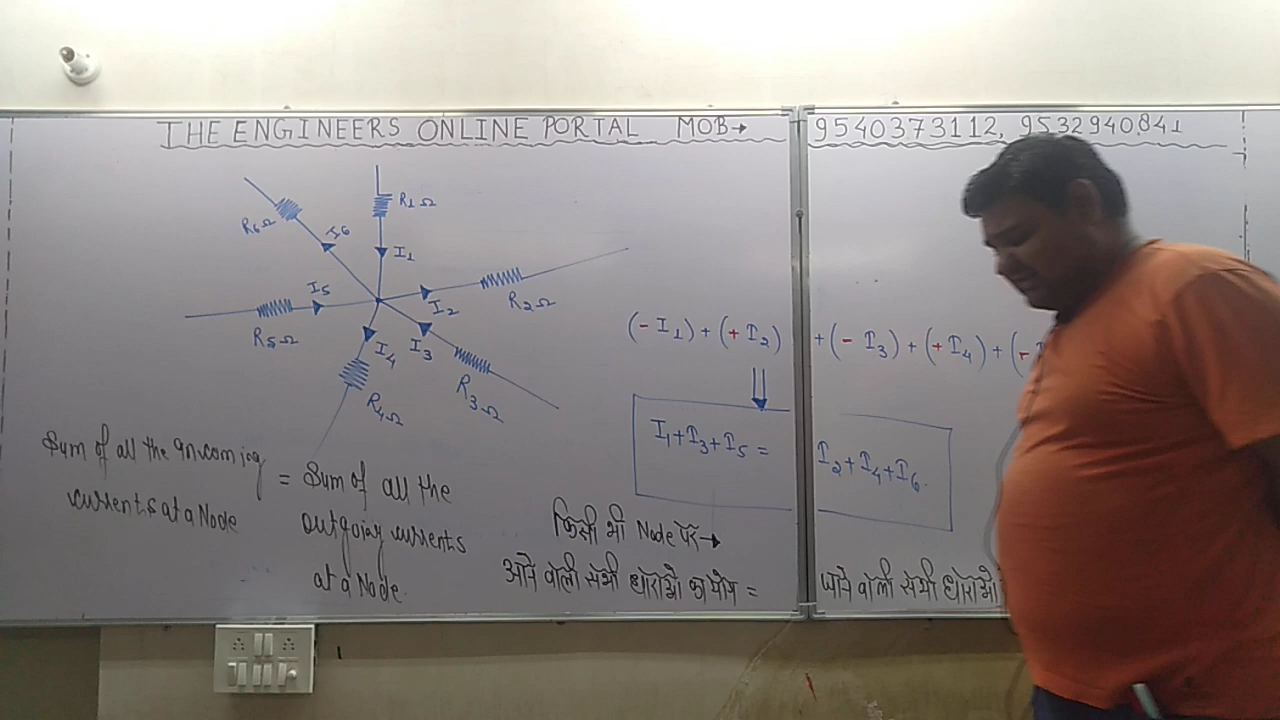 THE ENGINEERS ONLINE PORTAL MOB→ 9540373112, 9532940841
R₆Ω
R₁Ω
I₆
I₁
I₅
I₂
R₂Ω
R₅Ω
I₄
I₃
R₃Ω
R₄Ω
(- I₁) + (+ I₂) + (- I₃) + (+ I₄) + (-
I₁+I₃+I₅ = I₂+I₄+I₆.
Sum of all the incoming
currents at a Node
= Sum of all the
outgoing currents
at a Node.
किसी भी Node पर→
आने वाली सभी धाराओ का योग = जाने वाली सभी धाराओ